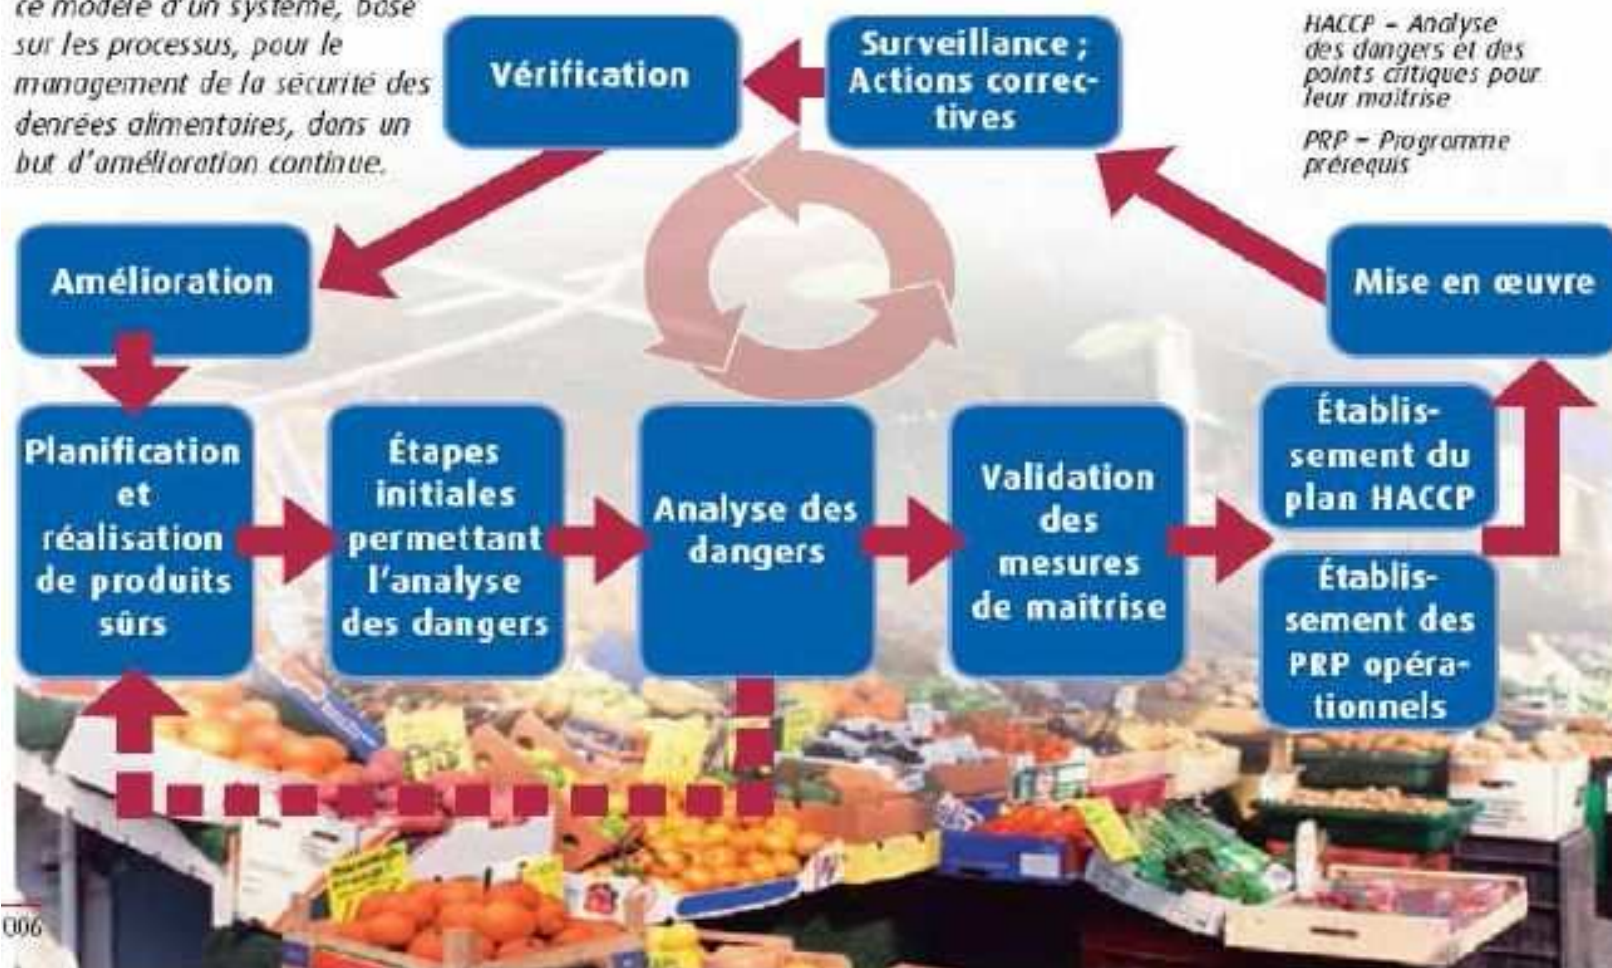 ce modèle d'un système, basé
sur les processus, pour le
management de la sécurité des
denrées alimentaires, dans un
but d'amélioration continue.
Vérification
Surveillance ;
Actions correc-
tives
HACCP – Analyse
des dangers et des
points critiques pour
leur maîtrise
PRP – Programme
prérequis
Amélioration
Mise en œuvre
Planification
et
réalisation
de produits
sûrs
Étapes
initiales
permettant
l'analyse
des dangers
Analyse des
dangers
Validation
des
mesures
de maîtrise
Établis-
sement du
plan HACCP
Établis-
sement des
PRP opéra-
tionnels
006